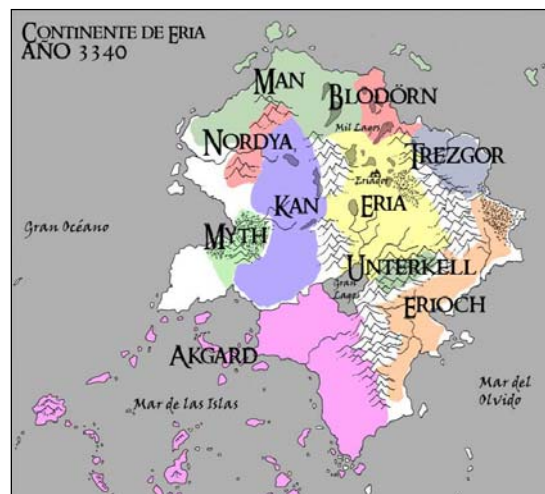 CONTINENTE DE ERIA
AÑO 3340
MAN
BLODÖRN
Mil Lagos
NORDYA
TREZGOR
Eriador
KAN
ERIA
Gran Océano
MYTH
UNTERKELL
Gran Lago
ERIOCH
AKGARD
Mar de las Islas
Mar del
Olvido